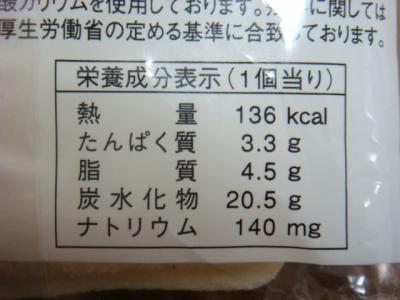 酸カリウムを使用しております。
に関しては
厚生労働省の定める基準に合致しております。
栄養成分表示(1個当り)
熱量 136 kcal
たんぱく質 3.3 g
脂質 4.5 g
炭水化物 20.5 g
ナトリウム 140 mg